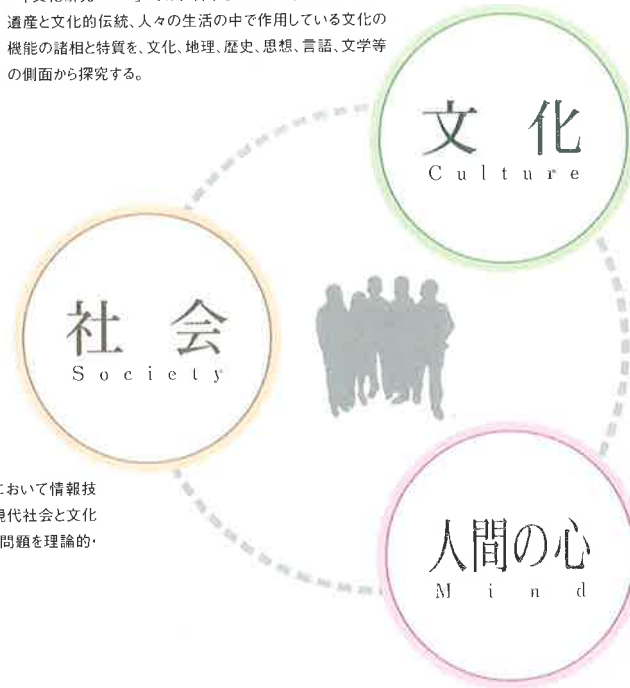 遺産と文化的伝統、人々の生活の中で作用している文化の
機能の諸相と特質を、文化、地理、歴史、思想、言語、文学等
の側面から探究する。
文 化
Culture
社 会
Society
において情報技
現代社会と文化
問題を理論的・
人間の心
Mind